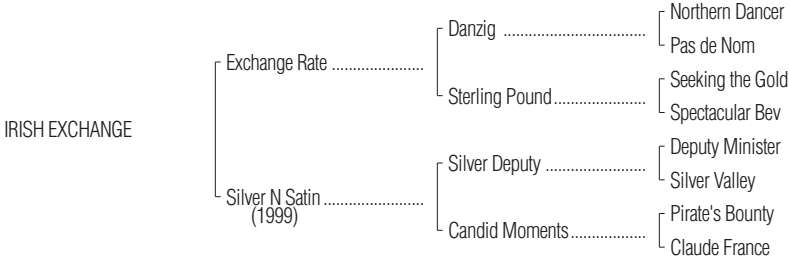 Northern Dancer
Danzig ................................
Pas de Nom
Exchange Rate ......................
Seeking the Gold
Sterling Pound......................
Spectacular Bev
IRISH EXCHANGE
Deputy Minister
Silver Deputy ........................
Silver Valley
Silver N Satin........................
(1999)
Pirate's Bounty
Candid Moments..................
Claude France